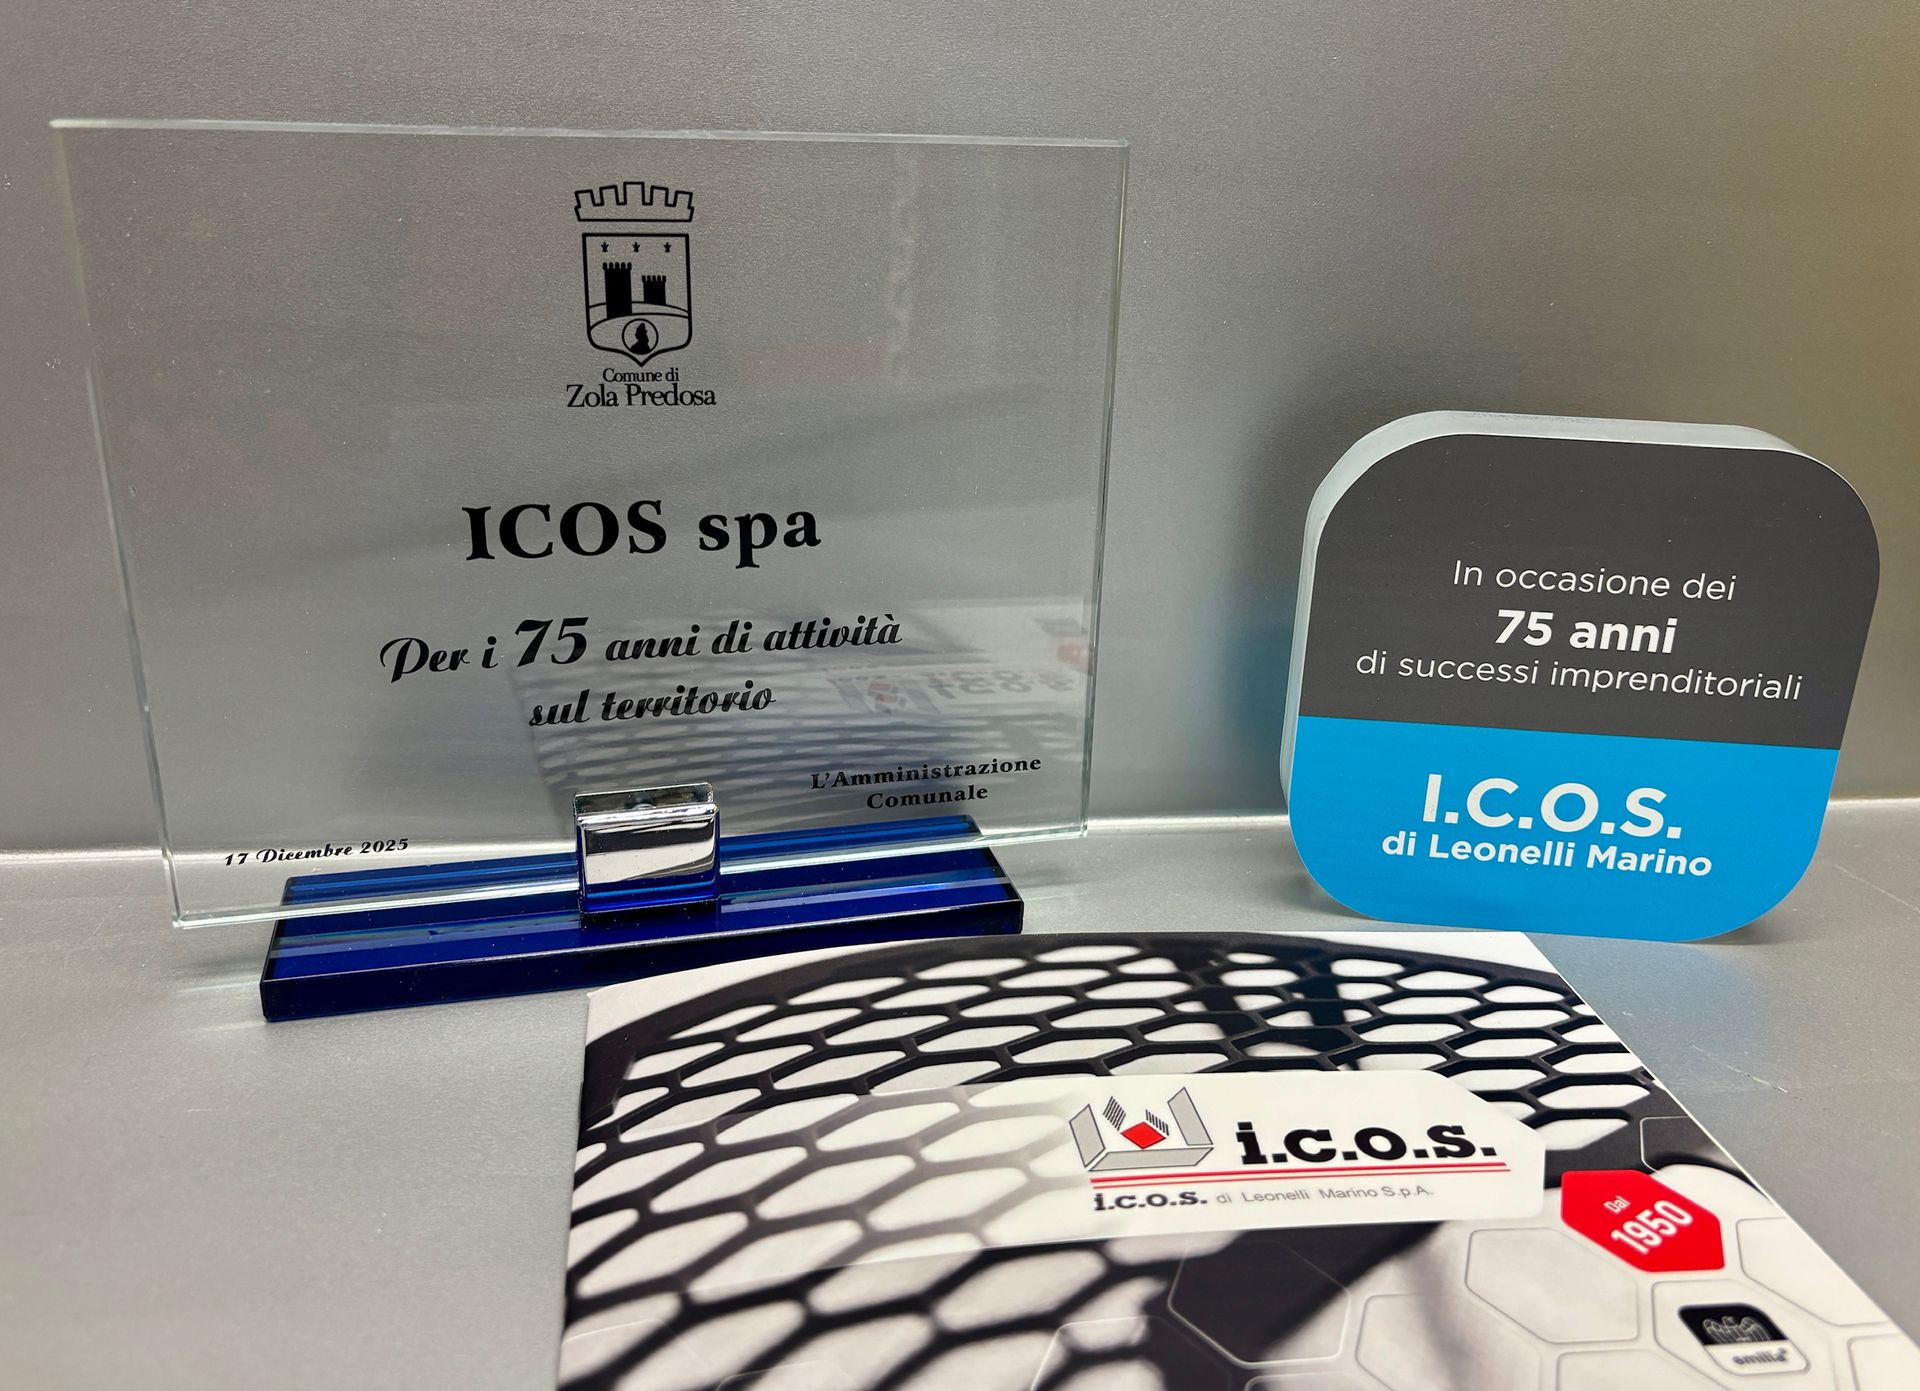 Comune di
Zola Predosa
ICOS spa
Per i 75 anni di attività
sul territorio
L'Amministrazione
Comunale
17 Dicembre 2025
In occasione dei
75 anni
di successi imprenditoriali
I.C.O.S.
di Leonelli Marino
i.c.o.s.
i.c.o.s. di Leonelli Marino S.p.A.
Dal
1950
emilia